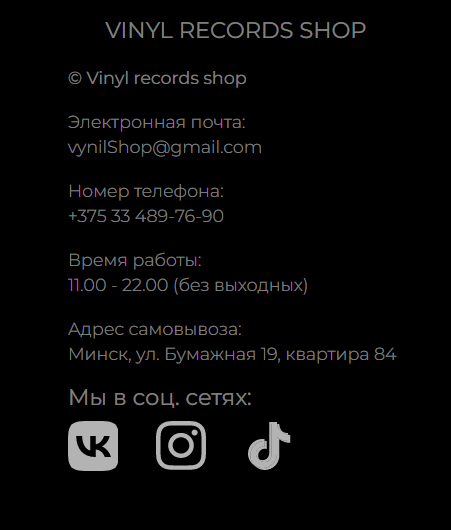 VINYL RECORDS SHOP
© Vinyl records shop
Электронная почта:
vynilShop@gmail.com
Номер телефона:
+375 33 489-76-90
Время работы:
11.00 - 22.00 (без выходных)
Адрес самовывоза:
Минск, ул. Бумажная 19, квартира 84
Мы в соц. сетях: